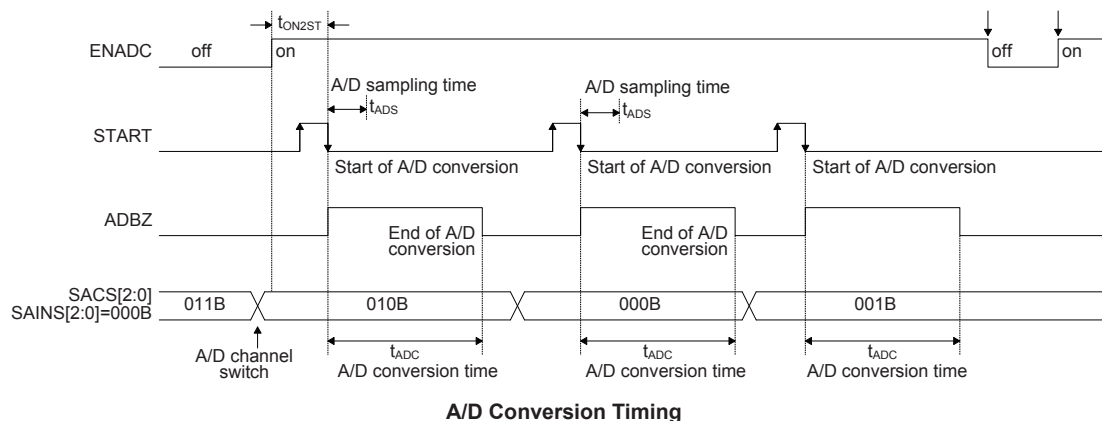 tON2ST
ENADC off on off on
A/D sampling time A/D sampling time
tADS tADS
START
Start of A/D conversion Start of A/D conversion Start of A/D conversion
ADBZ
End of A/D conversion End of A/D conversion
SACS[2:0]
SAINS[2:0]=000B
011B 010B 000B 001B
A/D channel switch
tADC tADC tADC
A/D conversion time A/D conversion time A/D conversion time
A/D Conversion Timing